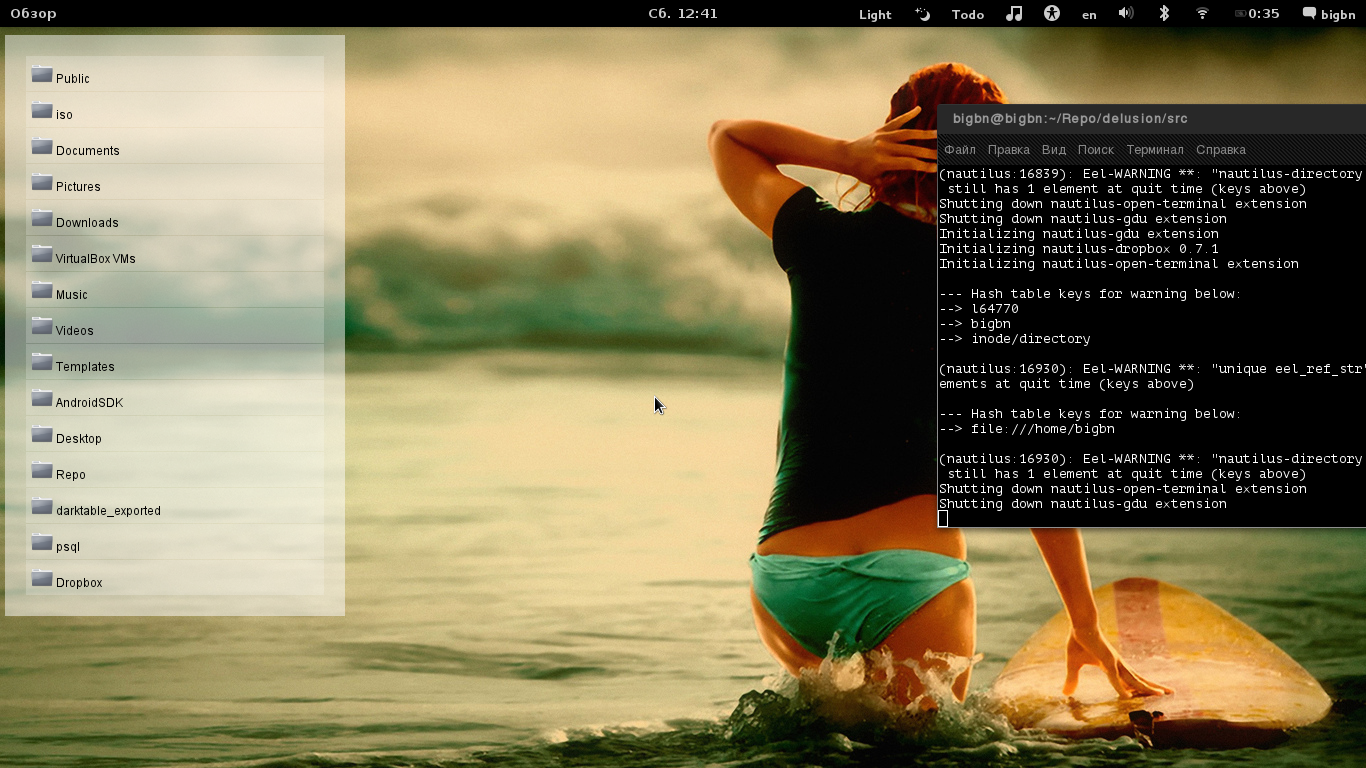 Обзор
Сб. 12:41
Light Todo en 0:35 bigbn
Public
iso
Documents
Pictures
Downloads
VirtualBox VMs
Music
Videos
Templates
AndroidSDK
Desktop
Repo
darktable_exported
psql
Dropbox
bigbn@bigbn:~/Repo/delusion/src
Файл Правка Вид Поиск Терминал Справка
(nautilus:16839): Eel-WARNING **: "nautilus-directory
still has 1 element at quit time (keys above)
Shutting down nautilus-open-terminal extension
Shutting down nautilus-gdu extension
Initializing nautilus-gdu extension
Initializing nautilus-dropbox 0.7.1
Initializing nautilus-open-terminal extension
--- Hash table keys for warning below:
--> l64770
--> bigbn
--> inode/directory
(nautilus:16930): Eel-WARNING **: "unique eel_ref_str'
ements at quit time (keys above)
--- Hash table keys for warning below:
--> file:///home/bigbn
(nautilus:16930): Eel-WARNING **: "nautilus-directory
still has 1 element at quit time (keys above)
Shutting down nautilus-open-terminal extension
Shutting down nautilus-gdu extension